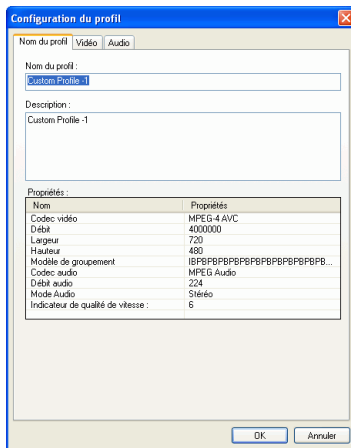 Configuration du profil
Nom du profil Vidéo Audio
Nom du profil :
Custom Profile -1
Description :
Custom Profile -1
Propriétés :
Nom Propriétés
Codec vidéo MPEG-4 AVC
Débit 4000000
Largeur 720
Hauteur 480
Modèle de groupement IBPBPBPBPBPBPBPBPBPBPBPBPB...
Codec audio MPEG Audio
Débit audio 224
Mode Audio Stéréo
Indicateur de qualité de vitesse : 6
OK Annuler